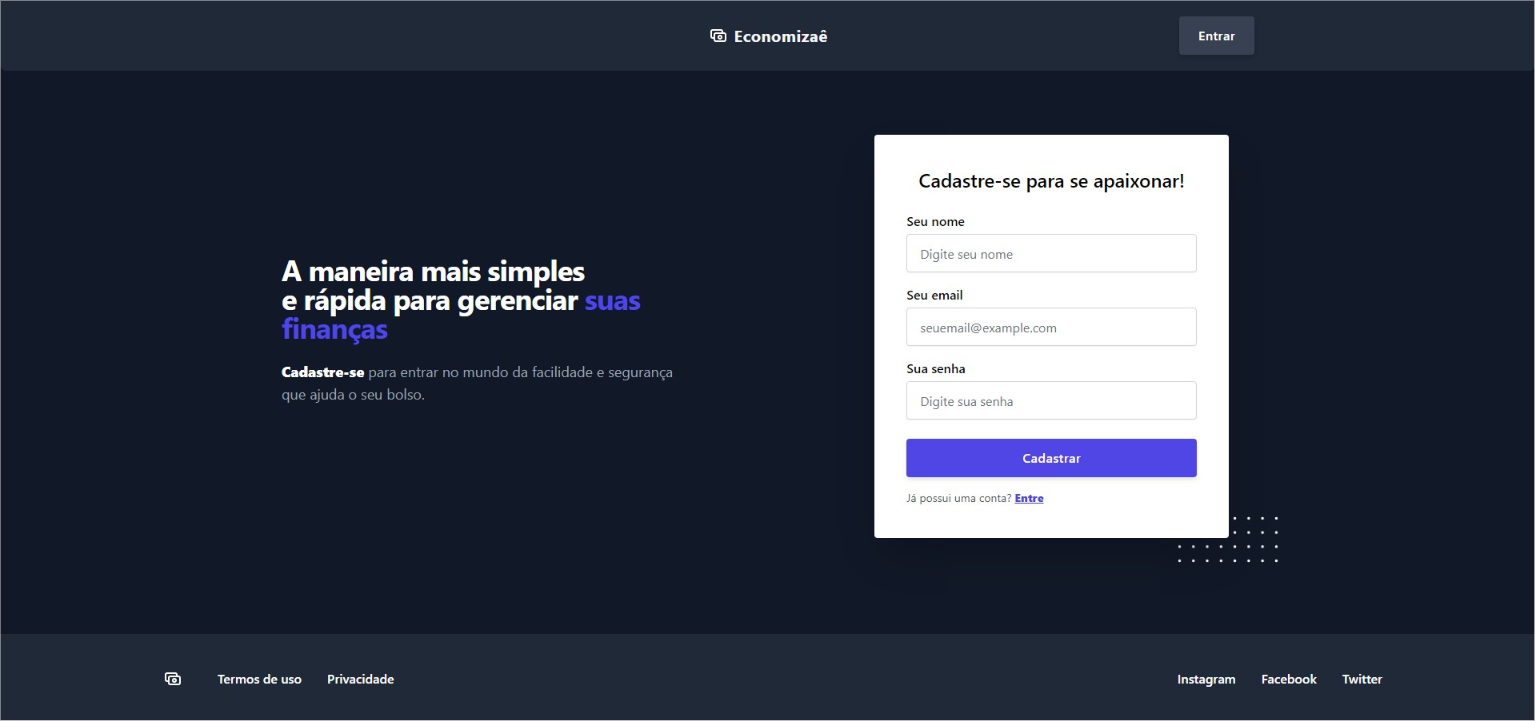 Economizaê
Entrar
A maneira mais simples
e rápida para gerenciar suas
finanças
Cadastre-se para entrar no mundo da facilidade e segurança
que ajuda o seu bolso.
Cadastre-se para se apaixonar!
Seu nome
Digite seu nome
Seu email
seuemail@example.com
Sua senha
Digite sua senha
Cadastrar
Já possui uma conta? Entre
Termos de uso
Privacidade
Instagram
Facebook
Twitter